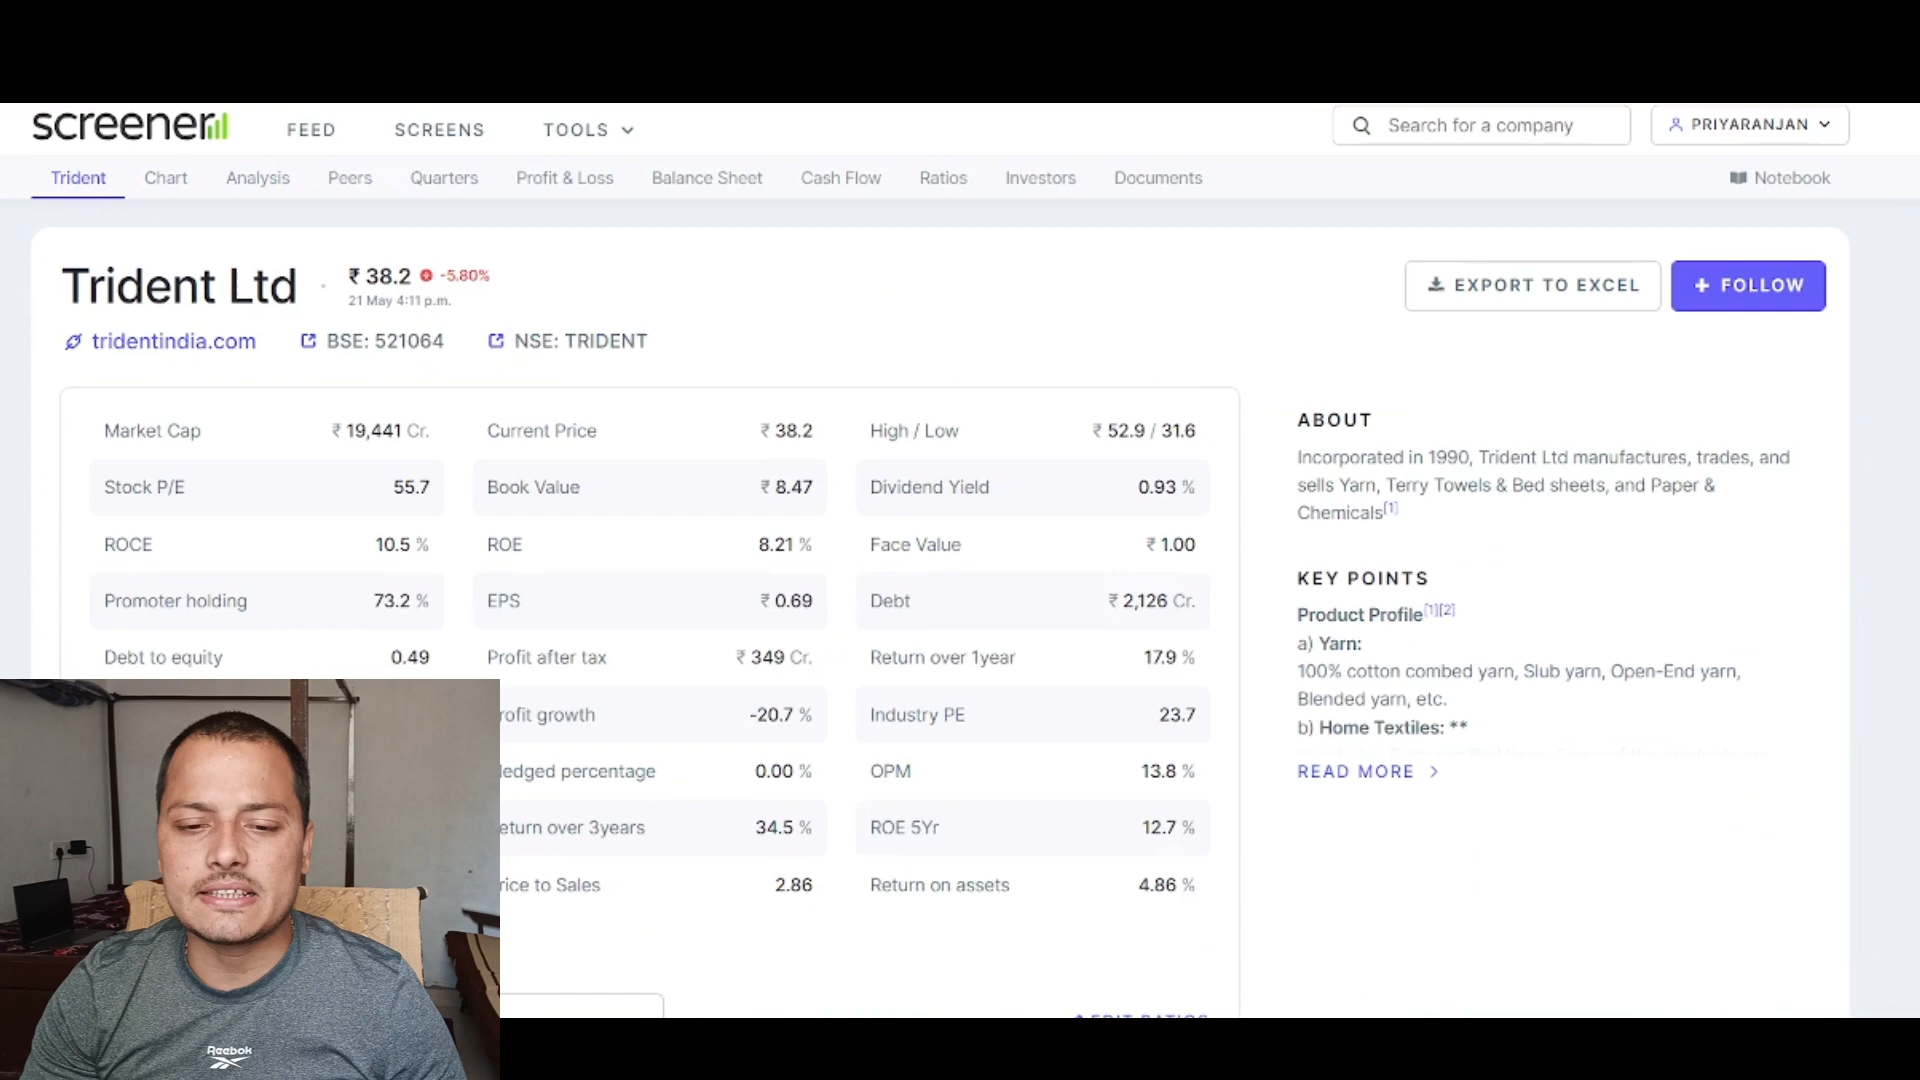 screener
FEED
SCREENS
TOOLS
Search for a company
PRIYARANJAN
Trident
Chart
Analysis
Peers
Quarters
Profit & Loss
Balance Sheet
Cash Flow
Ratios
Investors
Documents
Notebook
Trident Ltd
₹ 38.2 -5.80%
21 May 4:11 p.m.
EXPORT TO EXCEL
+ FOLLOW
tridentindia.com
BSE: 521064
NSE: TRIDENT
Market Cap ₹ 19,441 Cr.
Current Price ₹ 38.2
High / Low ₹ 52.9 / 31.6
Stock P/E 55.7
Book Value ₹ 8.47
Dividend Yield 0.93 %
ROCE 10.5 %
ROE 8.21 %
Face Value ₹ 1.00
Promoter holding 73.2 %
EPS ₹ 0.69
Debt ₹ 2,126 Cr.
Debt to equity 0.49
Profit after tax ₹ 349 Cr.
Return over 1year 17.9 %
rofit growth -20.7 %
Industry PE 23.7
ledged percentage 0.00 %
OPM 13.8 %
eturn over 3years 34.5 %
ROE 5Yr 12.7 %
rice to Sales 2.86
Return on assets 4.86 %
ABOUT
Incorporated in 1990, Trident Ltd manufactures, trades, and
sells Yarn, Terry Towels & Bed sheets, and Paper &
Chemicals[1]
KEY POINTS
Product Profile[1][2]
a) Yarn:
100% cotton combed yarn, Slub yarn, Open-End yarn,
Blended yarn, etc.
b) Home Textiles: **
READ MORE
EDIT RATIOS
Reebok